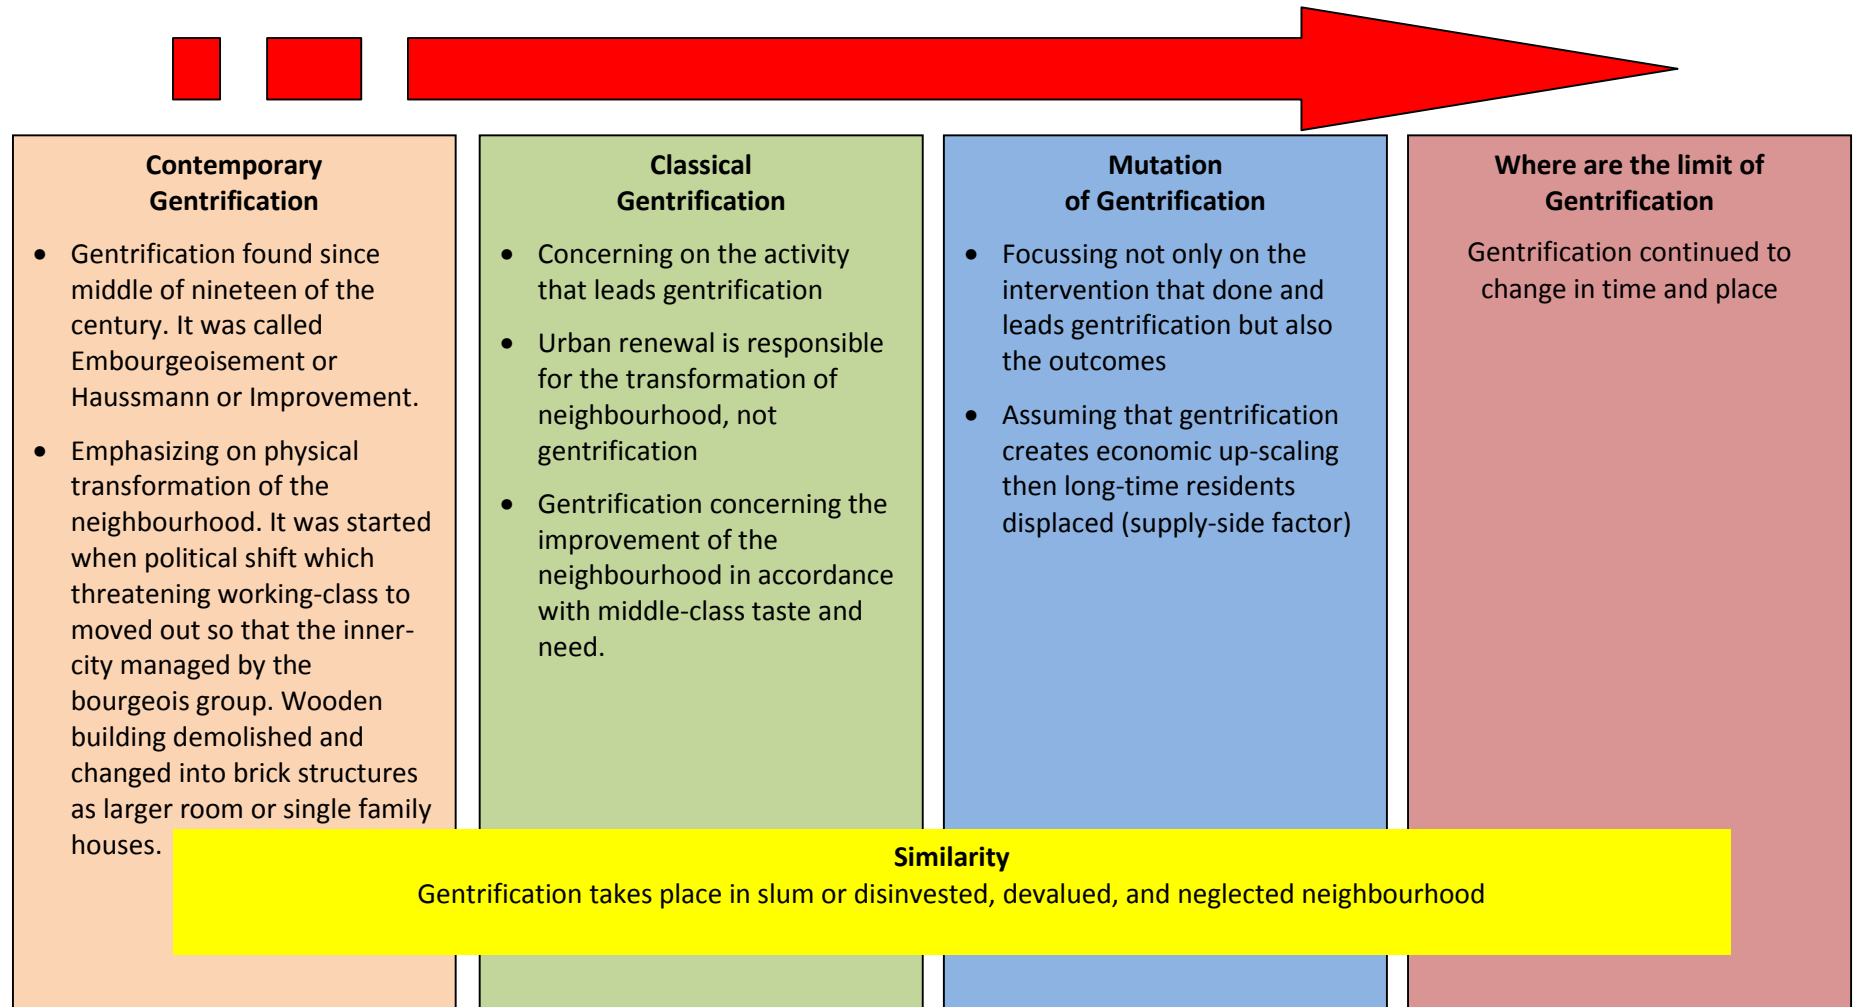 Contemporary
Gentrification
• Gentrification found since
middle of nineteen of the
century. It was called
Embourgeoisement or
Haussmann or Improvement.
• Emphasizing on physical
transformation of the
neighbourhood. It was started
when political shift which
threatening working-class to
moved out so that the inner-
city managed by the
bourgeois group. Wooden
building demolished and
changed into brick structures
as larger room or single family
houses.
Classical
Gentrification
• Concerning on the activity
that leads gentrification
• Urban renewal is responsible
for the transformation of
neighbourhood, not
gentrification
• Gentrification concerning the
improvement of the
neighbourhood in accordance
with middle-class taste and
need.
Mutation
of Gentrification
• Focussing not only on the
intervention that done and
leads gentrification but also
the outcomes
• Assuming that gentrification
creates economic up-scaling
then long-time residents
displaced (supply-side factor)
Where are the limit of
Gentrification
Gentrification continued to
change in time and place
Similarity
Gentrification takes place in slum or disinvested, devalued, and neglected neighbourhood